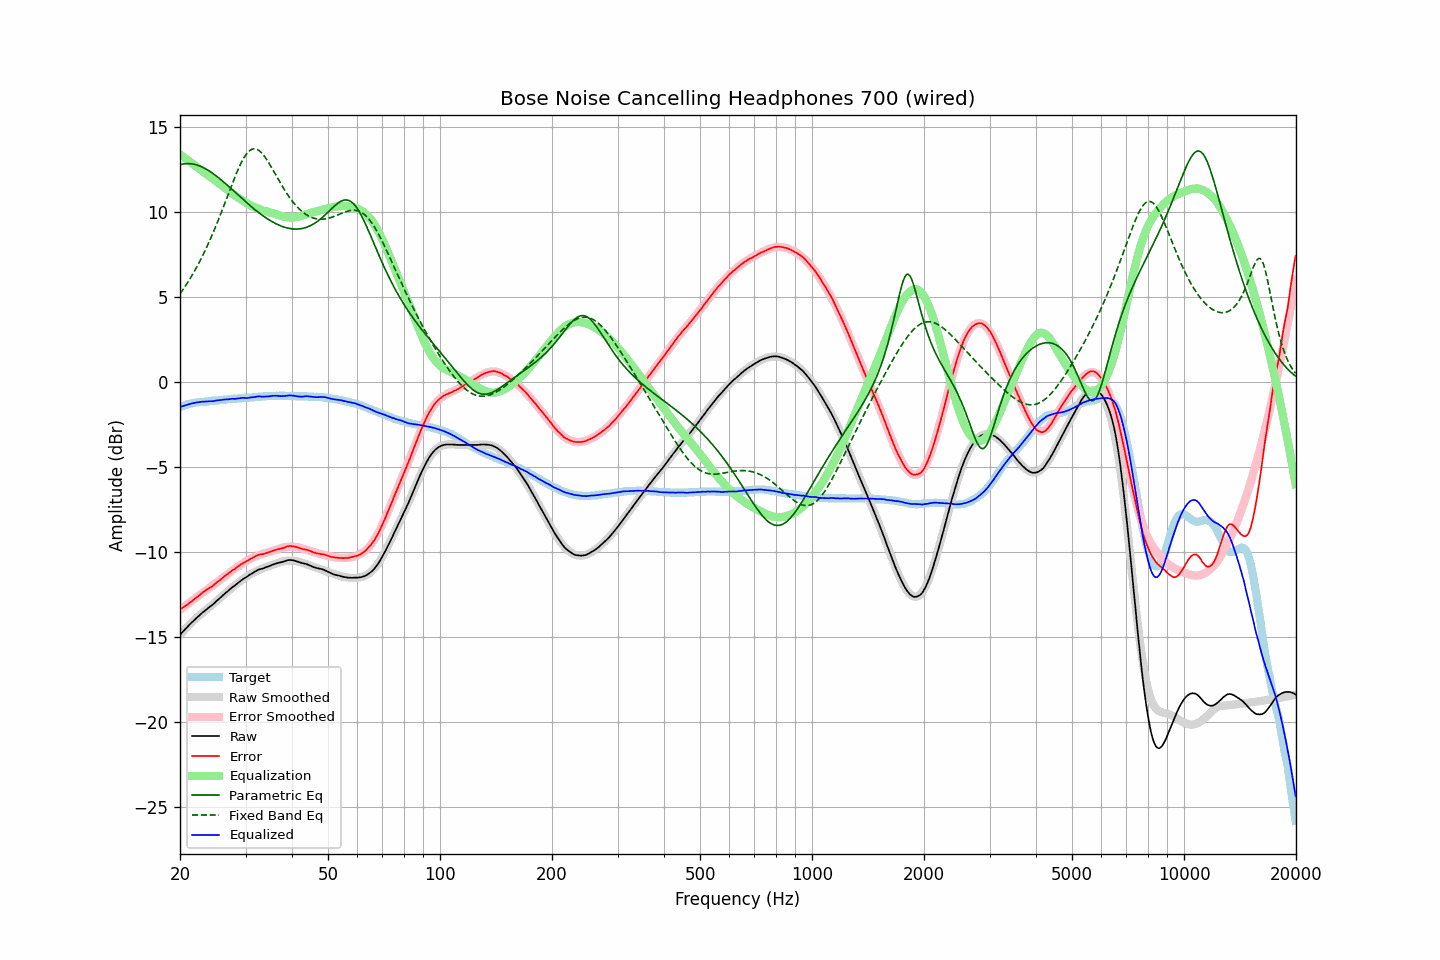 Bose Noise Cancelling Headphones 700 (wired)
Amplitude (dBr)
15
10
5
0
−5
−10
−15
−20
−25
Target
Raw Smoothed
Error Smoothed
Raw
Error
Equalization
Parametric Eq
Fixed Band Eq
Equalized
20 50 100 200 500 1000 2000 5000 10000 20000
Frequency (Hz)